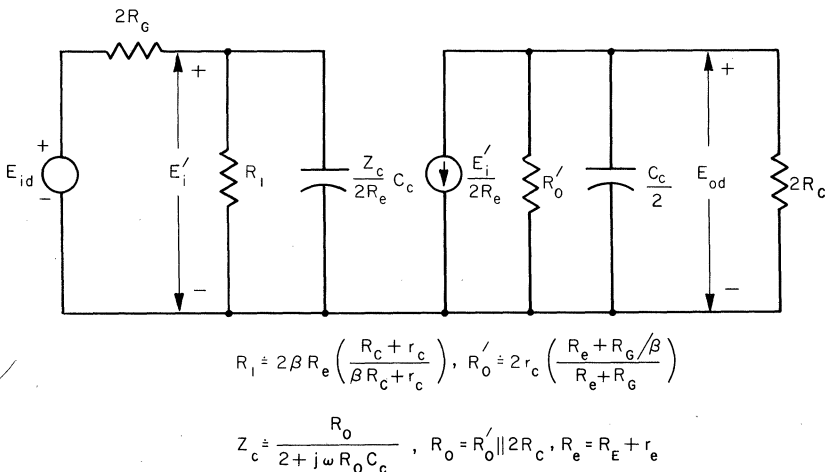 2R_G
+ + +
E_id E_i′ R_1 Z_c/2R_e C_c E_i′/2R_e R_o′ C_c/2 E_od 2R_C
- - -
R_1 ≐ 2βR_e((R_C + r_c)/(βR_C + r_c)), R_o′ ≐ 2r_c((R_e + R_G/β)/(R_e + R_G))
Z_c ≐ R_o/(2 + jωR_oC_c), R_o = R_o′||2R_C, R_e = R_E + r_e